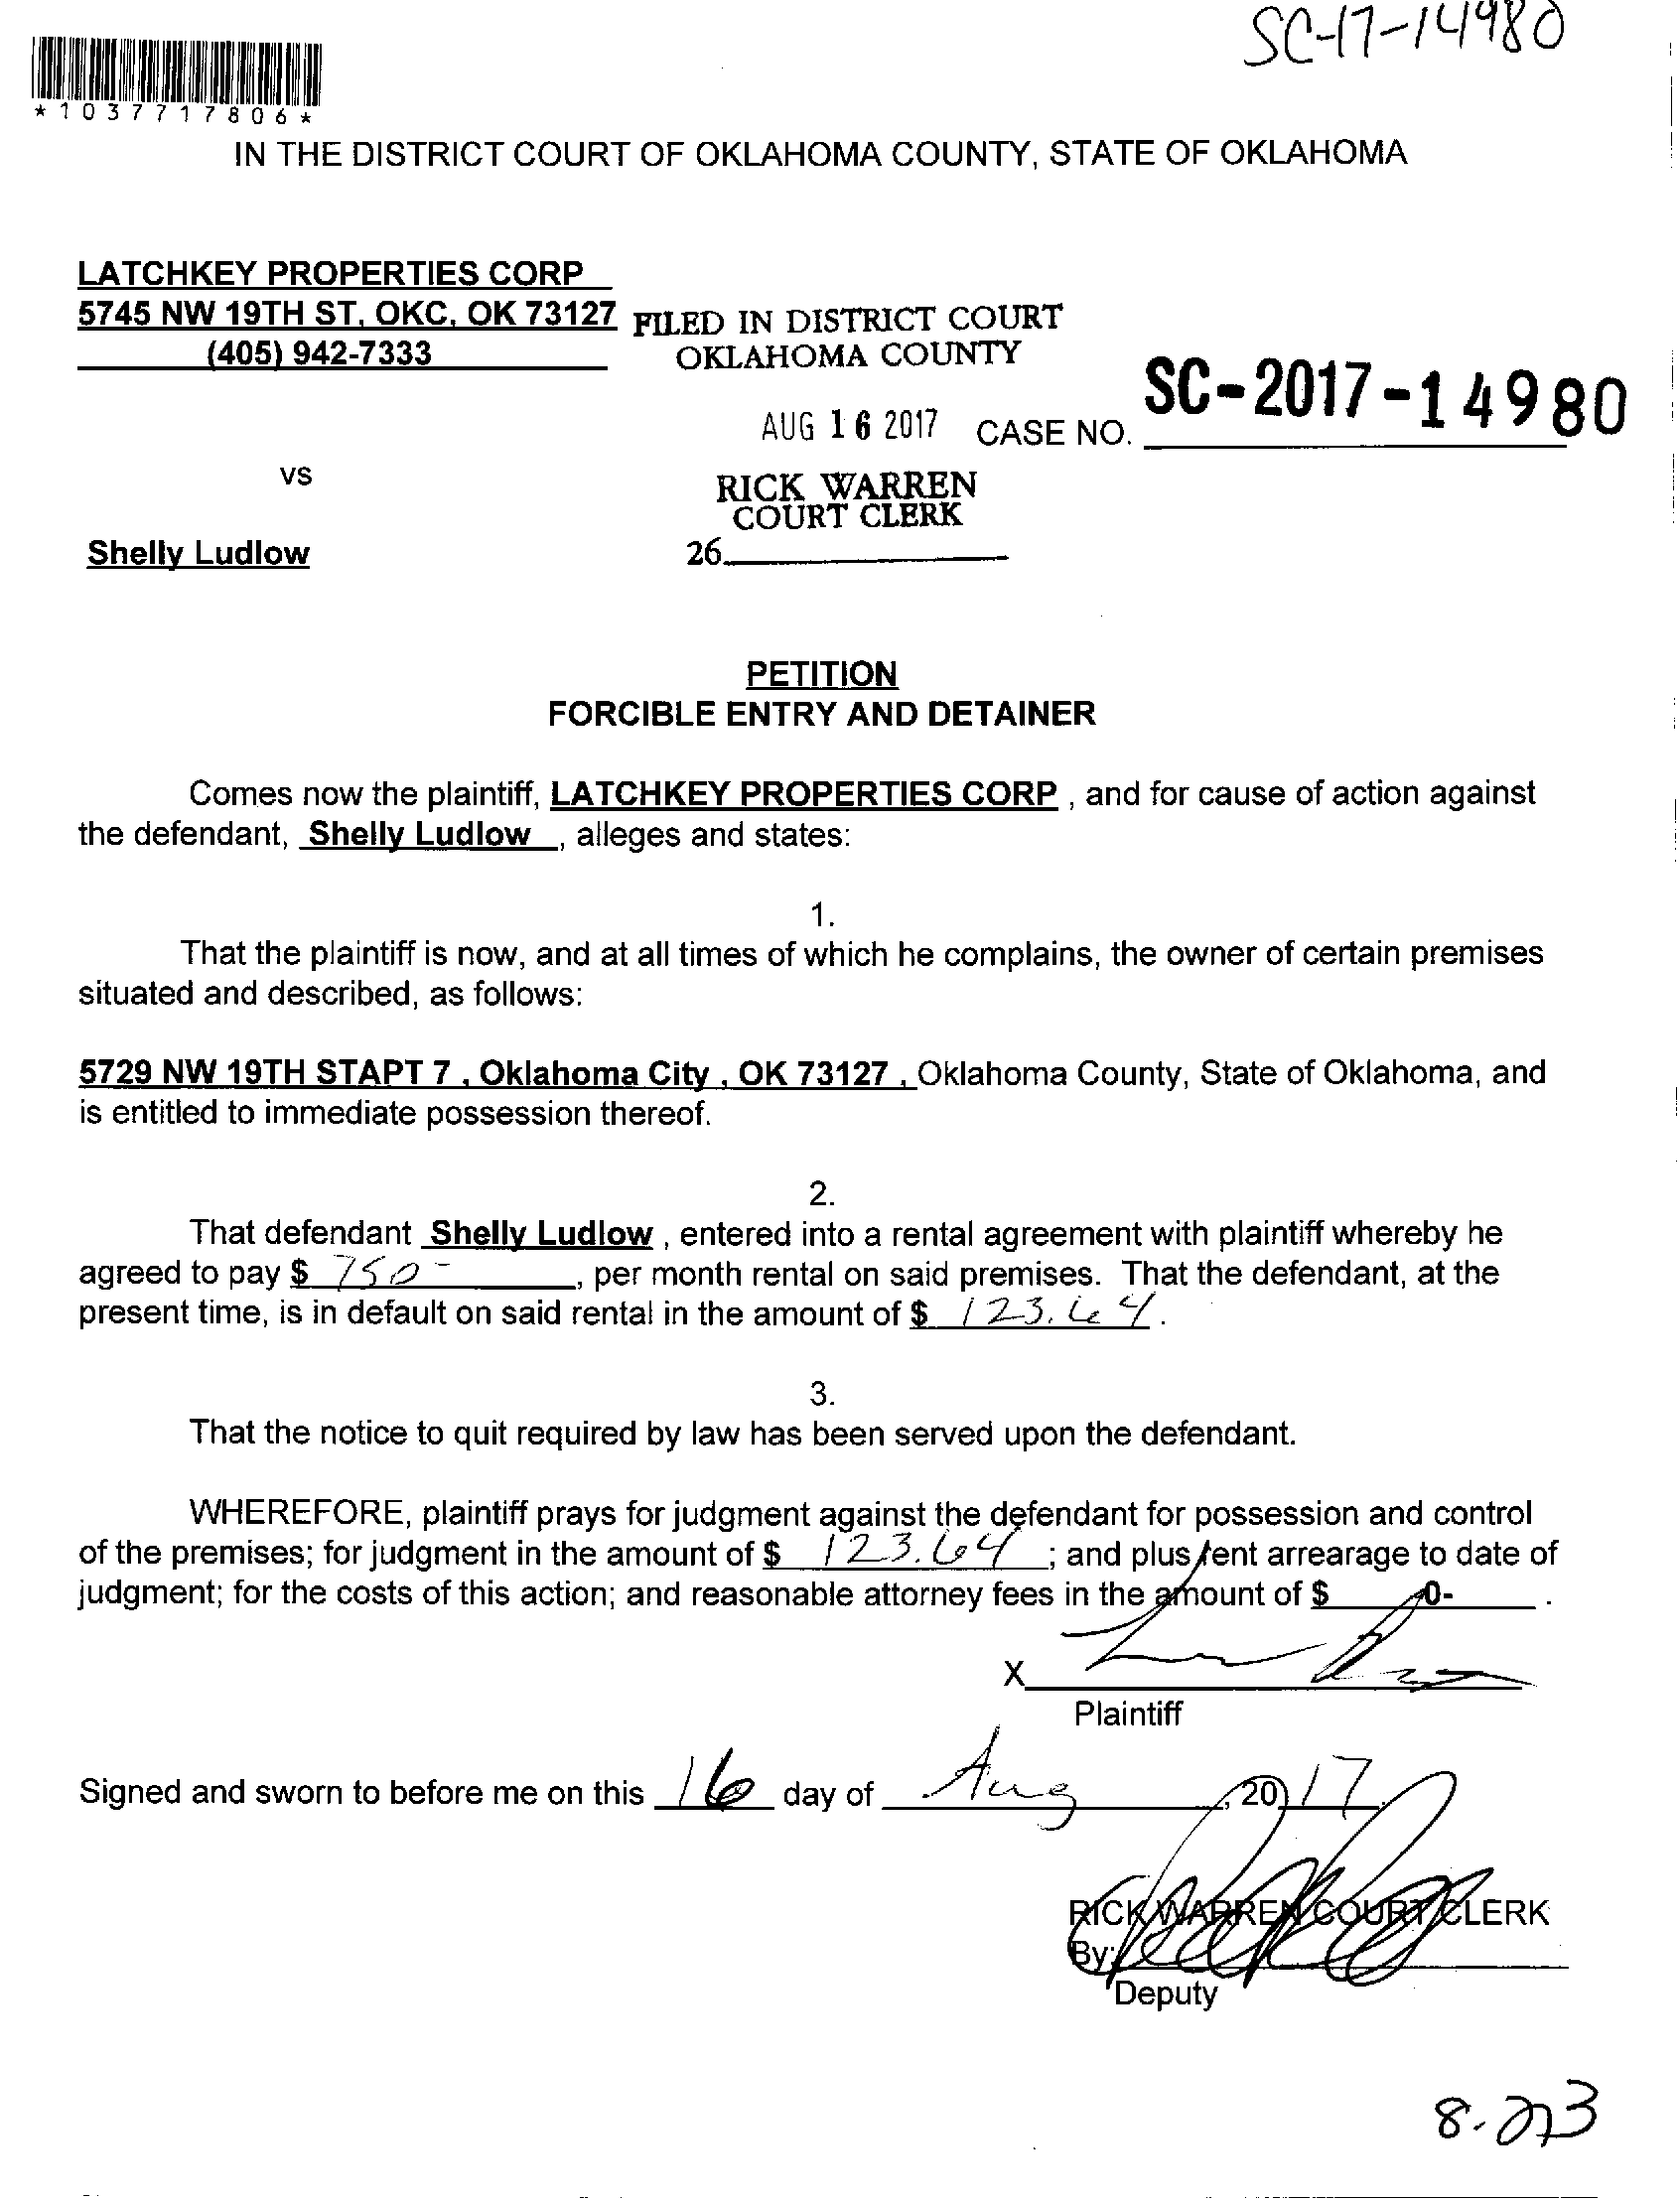 SC-17-14980
*1037717806*
IN THE DISTRICT COURT OF OKLAHOMA COUNTY, STATE OF OKLAHOMA
LATCHKEY PROPERTIES CORP
5745 NW 19TH ST, OKC, OK 73127
(405) 942-7333
FILED IN DISTRICT COURT
OKLAHOMA COUNTY
AUG 16 2017
CASE NO. SC-2017-14980
vs
RICK WARREN
COURT CLERK
Shelly Ludlow
26
PETITION
FORCIBLE ENTRY AND DETAINER
Comes now the plaintiff, LATCHKEY PROPERTIES CORP , and for cause of action against
the defendant, Shelly Ludlow , alleges and states:
1.
That the plaintiff is now, and at all times of which he complains, the owner of certain premises
situated and described, as follows:
5729 NW 19TH STAPT 7 , Oklahoma City , OK 73127 , Oklahoma County, State of Oklahoma, and
is entitled to immediate possession thereof.
2.
That defendant Shelly Ludlow , entered into a rental agreement with plaintiff whereby he
agreed to pay $ 750- , per month rental on said premises. That the defendant, at the
present time, is in default on said rental in the amount of $ 123.64 .
3.
That the notice to quit required by law has been served upon the defendant.
WHEREFORE, plaintiff prays for judgment against the defendant for possession and control
of the premises; for judgment in the amount of $ 123.64 ; and plus rent arrearage to date of
judgment; for the costs of this action; and reasonable attorney fees in the amount of $ -0- .
X
Plaintiff
Signed and sworn to before me on this 16 day of Aug , 2017
RICK WARREN COURT CLERK
By:
Deputy